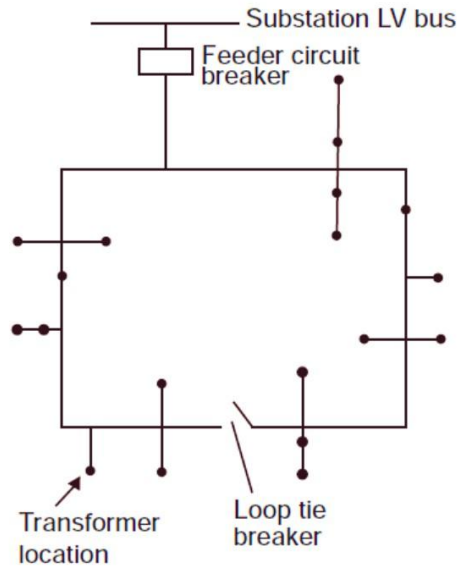 Substation LV bus
Feeder circuit
breaker
Transformer
location
Loop tie
breaker